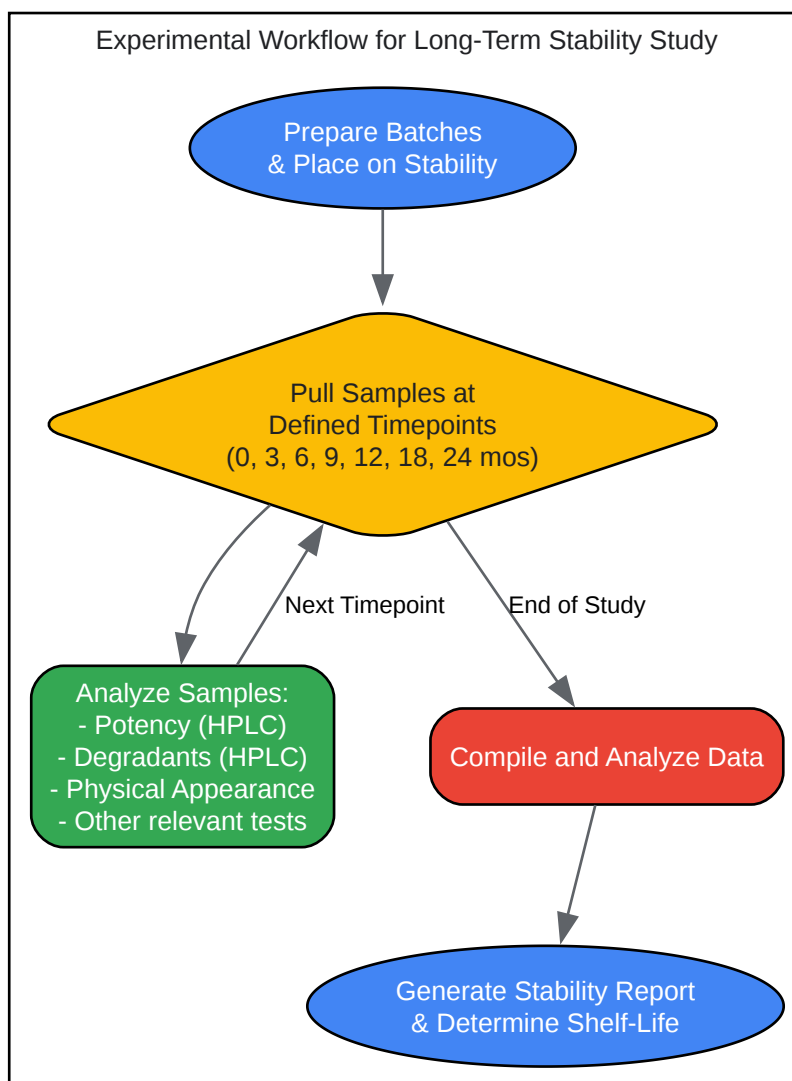 Experimental Workflow for Long-Term Stability Study
Prepare Batches
& Place on Stability
Pull Samples at
Defined Timepoints
(0, 3, 6, 9, 12, 18, 24 mos)
Next Timepoint
End of Study
Analyze Samples:
- Potency (HPLC)
- Degradants (HPLC)
- Physical Appearance
- Other relevant tests
Compile and Analyze Data
Generate Stability Report
& Determine Shelf-Life